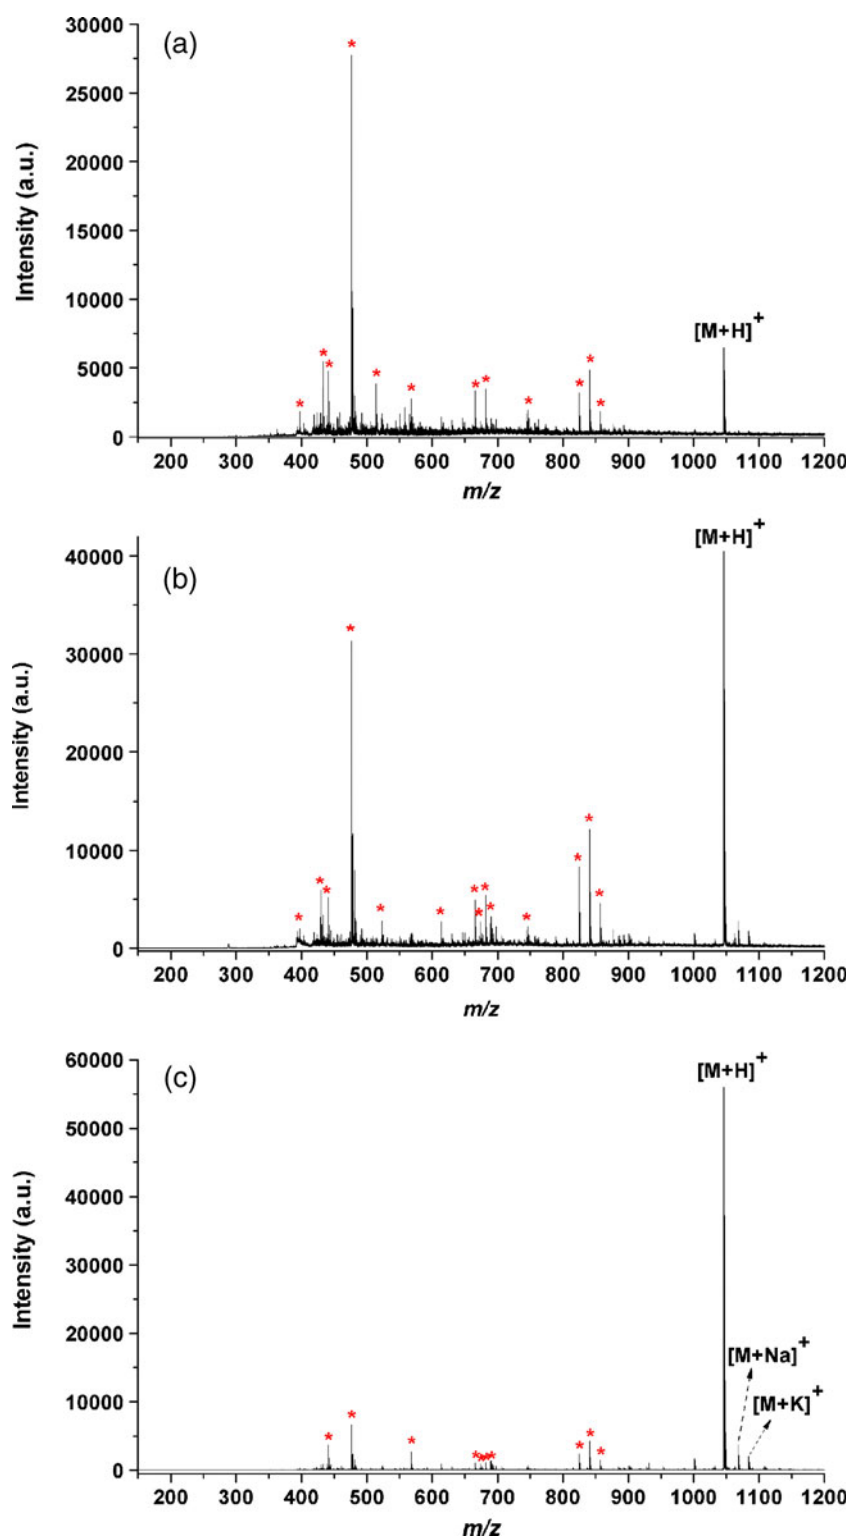 (a)
[M+H]+
Intensity (a.u.)
30000
25000
20000
15000
10000
5000
0
* * * * * * * * * * * *
200 300 400 500 600 700 800 900 1000 1100 1200
m/z
(b)
[M+H]+
Intensity (a.u.)
40000
30000
20000
10000
0
* * * * * * * * * * * * * *
200 300 400 500 600 700 800 900 1000 1100 1200
m/z
(c)
[M+H]+
[M+Na]+
[M+K]+
Intensity (a.u.)
60000
50000
40000
30000
20000
10000
0
* * * * * * * * * *
200 300 400 500 600 700 800 900 1000 1100 1200
m/z